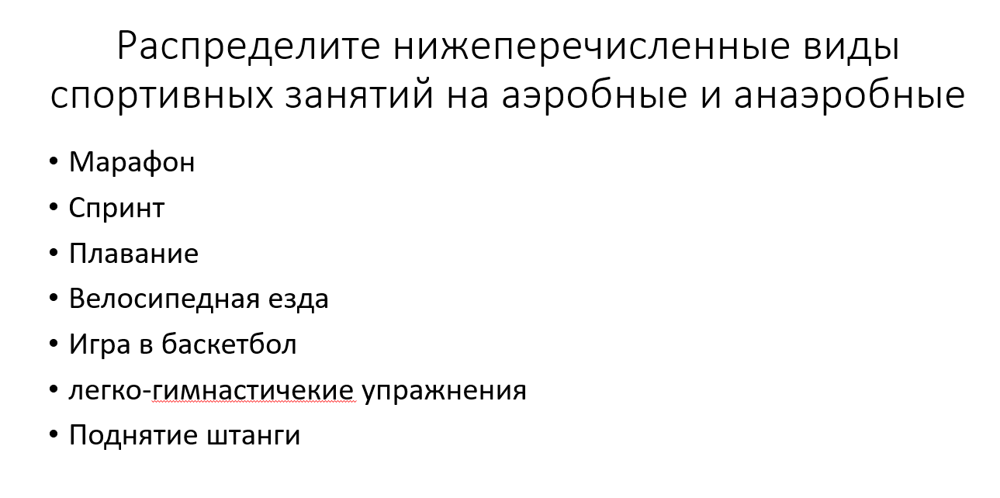 Распределите нижеперечисленные виды
спортивных занятий на аэробные и анаэробные
• Марафон
• Спринт
• Плавание
• Велосипедная езда
• Игра в баскетбол
• легко-гимнастичекие упражнения
• Поднятие штанги